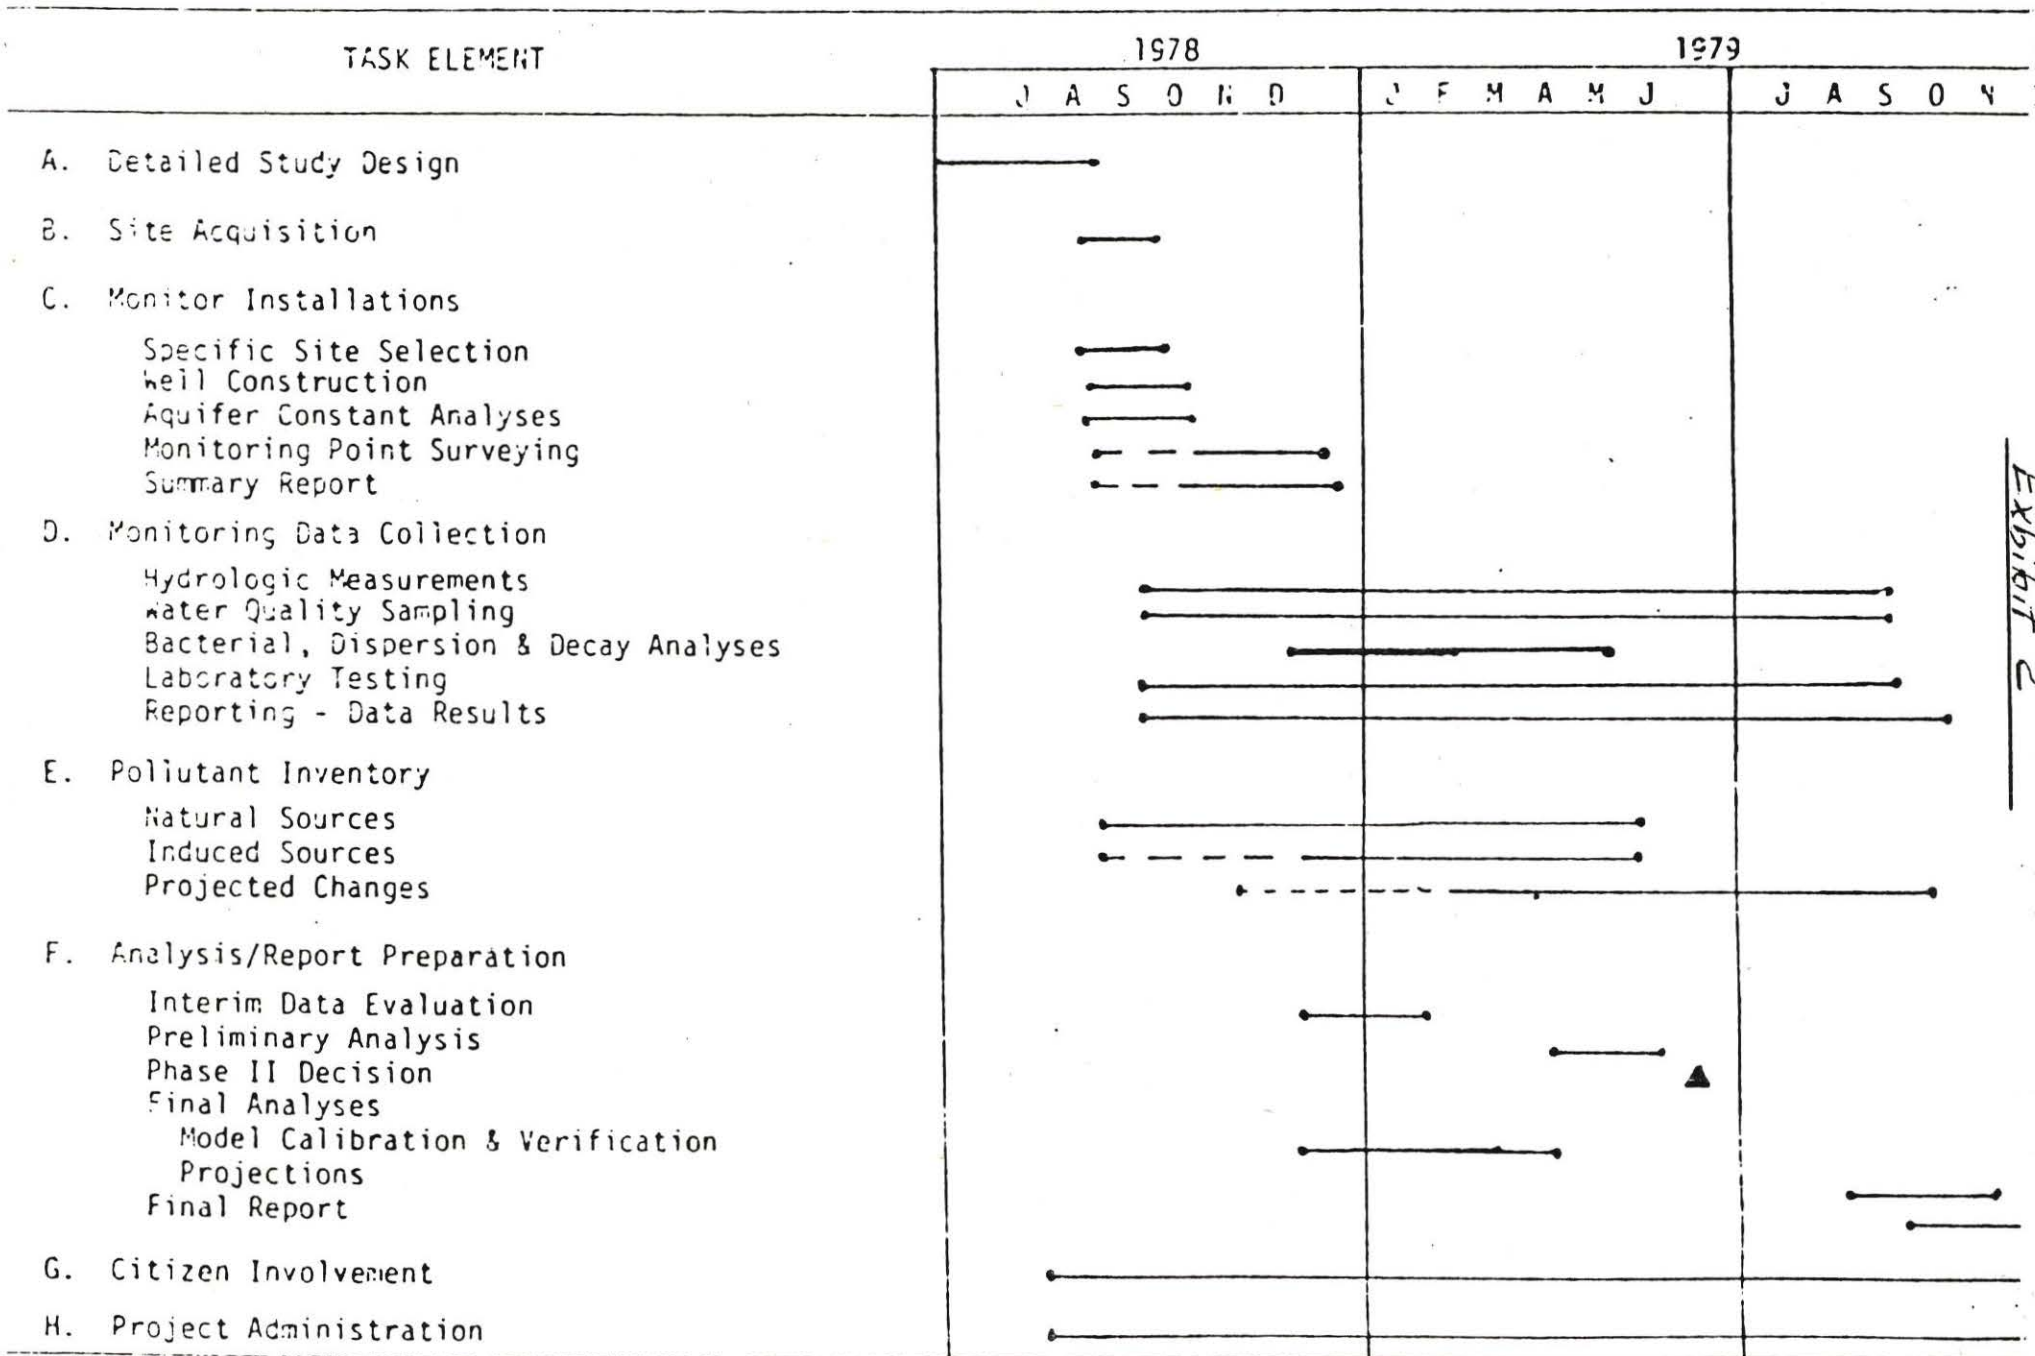 TASK ELEMENT
1978
1979
J A S O N D J F M A M J J A S O N
A. Detailed Study Design
B. Site Acquisition
C. Monitor Installations
Specific Site Selection
Well Construction
Aquifer Constant Analyses
Monitoring Point Surveying
Summary Report
D. Monitoring Data Collection
Hydrologic Measurements
Water Quality Sampling
Bacterial, Dispersion & Decay Analyses
Laboratory Testing
Reporting - Data Results
E. Pollutant Inventory
Natural Sources
Induced Sources
Projected Changes
F. Analysis/Report Preparation
Interim Data Evaluation
Preliminary Analysis
Phase II Decision
Final Analyses
Model Calibration & Verification
Projections
Final Report
G. Citizen Involvement
H. Project Administration
Exhibit 2